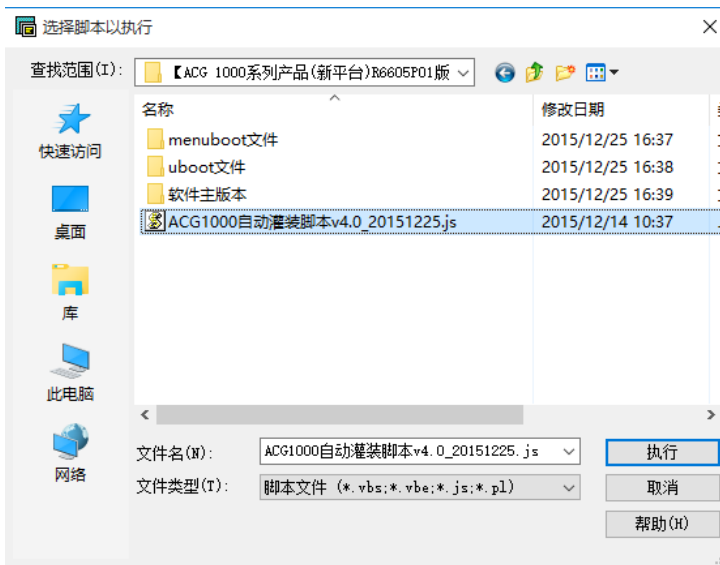 选择脚本以执行
查找范围(I):
【ACG 1000系列产品(新平台)R6605P01版
名称
修改日期
menuboot文件
2015/12/25 16:37
uboot文件
2015/12/25 16:38
软件主版本
2015/12/25 16:39
ACG1000自动灌装脚本v4.0_20151225.js
2015/12/14 10:37
快速访问
桌面
库
此电脑
网络
文件名(N):
ACG1000自动灌装脚本v4.0_20151225.js
执行
文件类型(T):
脚本文件 (*.vbs;*.vbe;*.js;*.pl)
取消
帮助(H)